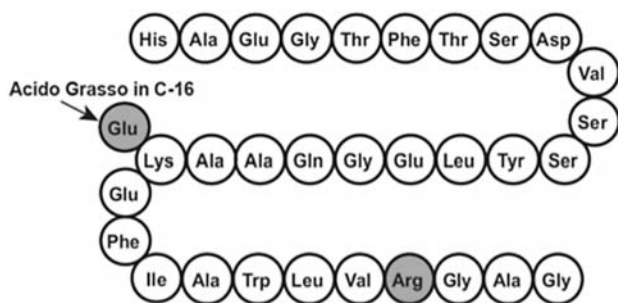 His Ala Glu Gly Thr Phe Thr Ser Asp
Val
Acido Grasso in C-16
Ser
Glu
Lys Ala Ala Gln Gly Glu Leu Tyr Ser
Glu
Phe
Ile Ala Trp Leu Val Arg Gly Ala Gly